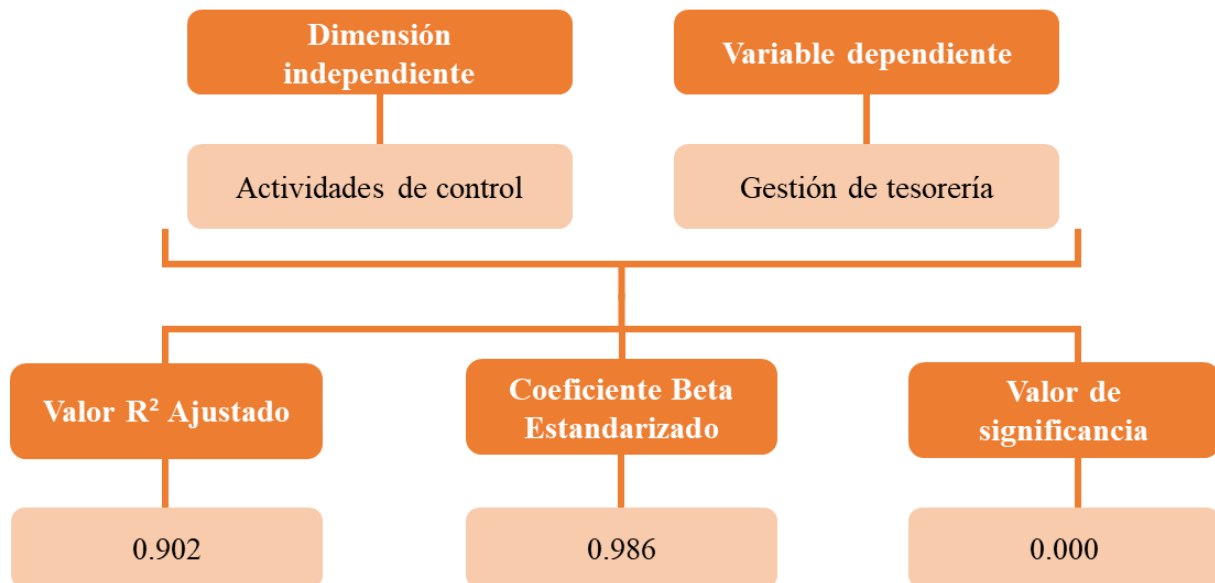 Dimensión
independiente
Variable dependiente
Actividades de control
Gestión de tesorería
Valor R² Ajustado
Coeficiente Beta
Estandarizado
Valor de
significancia
0.902
0.986
0.000